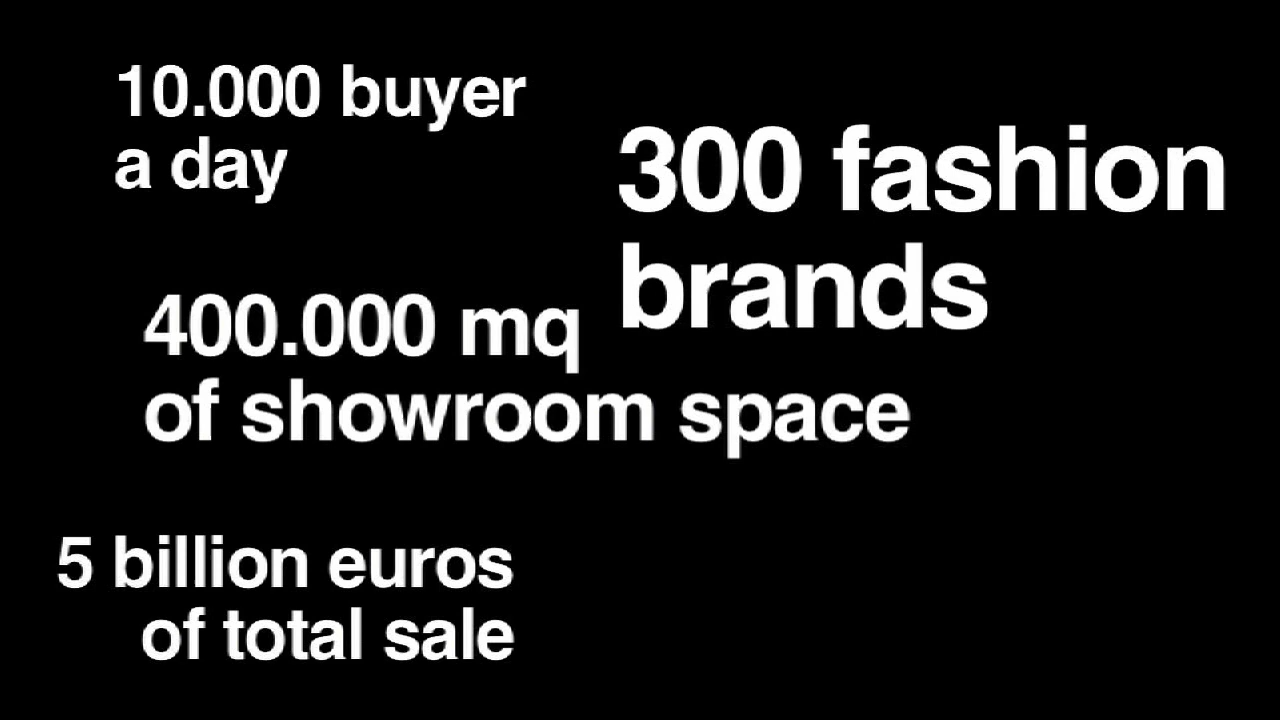 10.000 buyer
a day
300 fashion
brands
400.000 mq
of showroom space
5 billion euros
of total sale